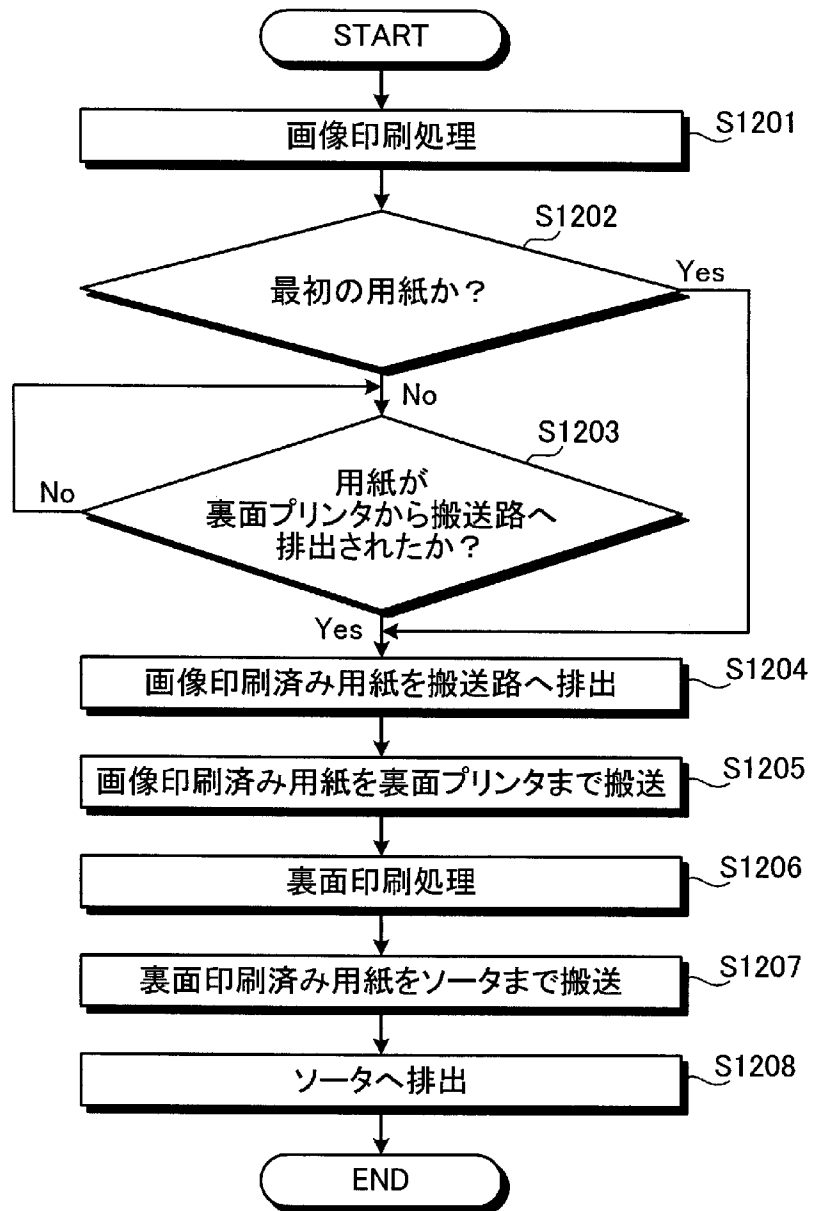 START
画像印刷処理
S1201
S1202
最初の用紙か？
Yes
No
S1203
用紙が
裏面プリンタから搬送路へ
排出されたか？
No
Yes
画像印刷済み用紙を搬送路へ排出
S1204
画像印刷済み用紙を裏面プリンタまで搬送
S1205
裏面印刷処理
S1206
裏面印刷済み用紙をソータまで搬送
S1207
ソータへ排出
S1208
END